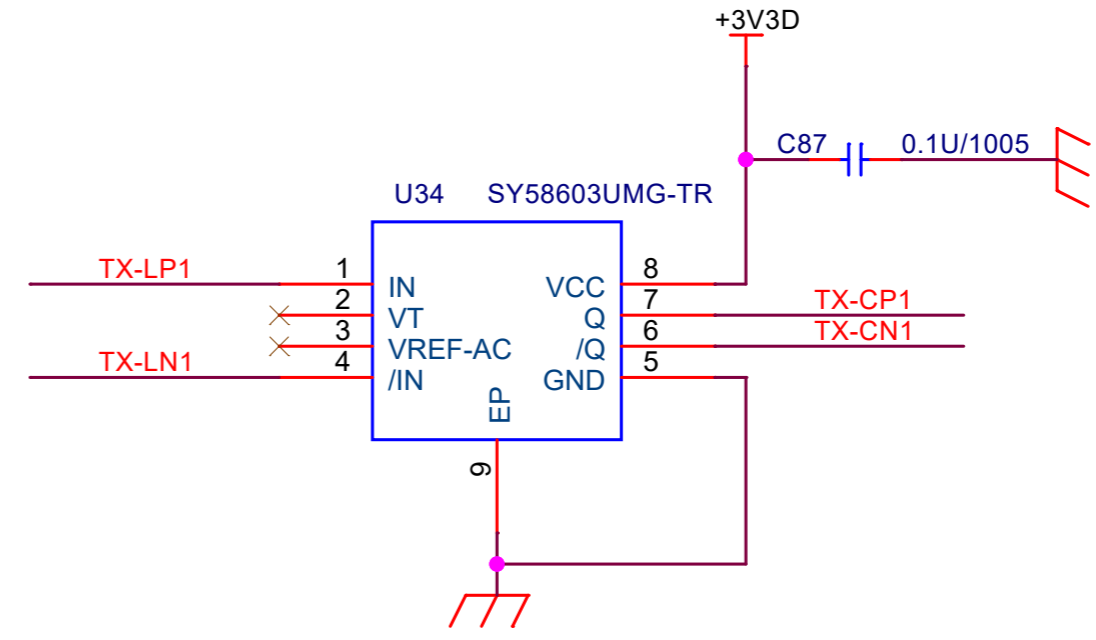 +3V3D
C87 0.1U/1005
U34 SY58603UMG-TR
TX-LP1 1 IN VCC 8
2 VT Q 7 TX-CP1
3 VREF-AC /Q 6 TX-CN1
TX-LN1 4 /IN GND 5
EP
9